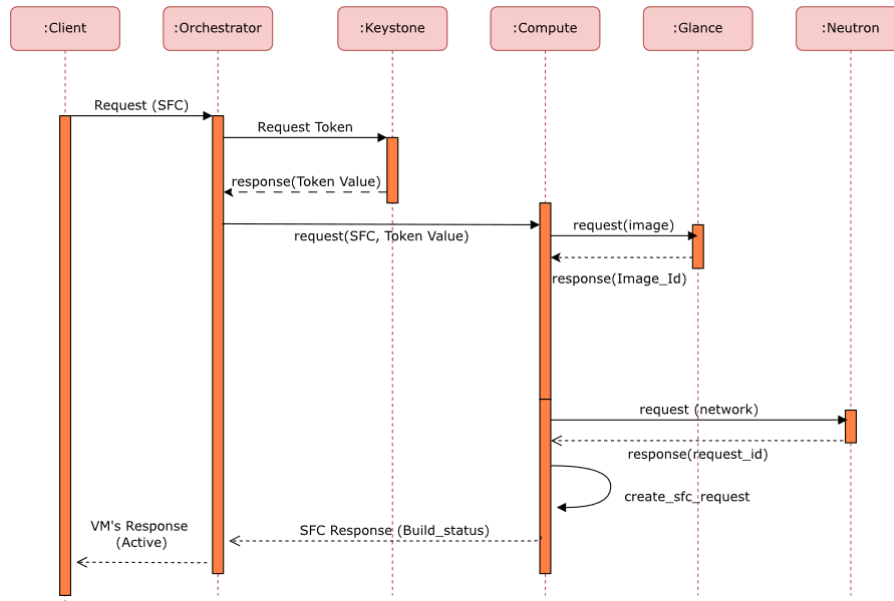 :Client
:Orchestrator
:Keystone
:Compute
:Glance
:Neutron
Request (SFC)
Request Token
response(Token Value)
request(SFC, Token Value)
request(image)
response(Image_Id)
request (network)
response(request_id)
create_sfc_request
SFC Response (Build_status)
VM's Response
(Active)